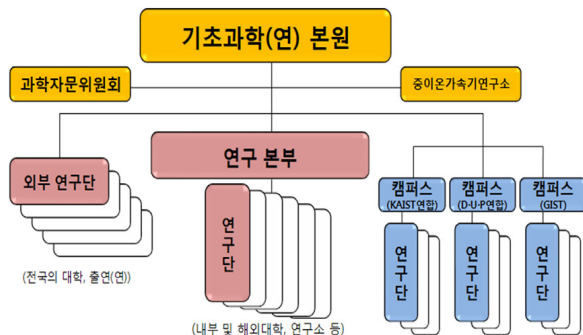 기초과학(연) 본원
과학자문위원회
중이온가속기연구소
연구 본부
외부 연구단
캠퍼스
(KAIST연합)
캠퍼스
(D·U·P연합)
캠퍼스
(GIST)
연구단
연구단
연구단
연구단
(전국의 대학, 출연(연))
(내부 및 해외대학, 연구소 등)